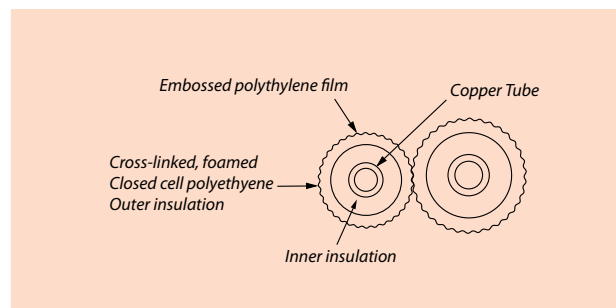 Embossed polythylene film
Copper Tube
Cross-linked, foamed
Closed cell polyethyene
Outer insulation
Inner insulation